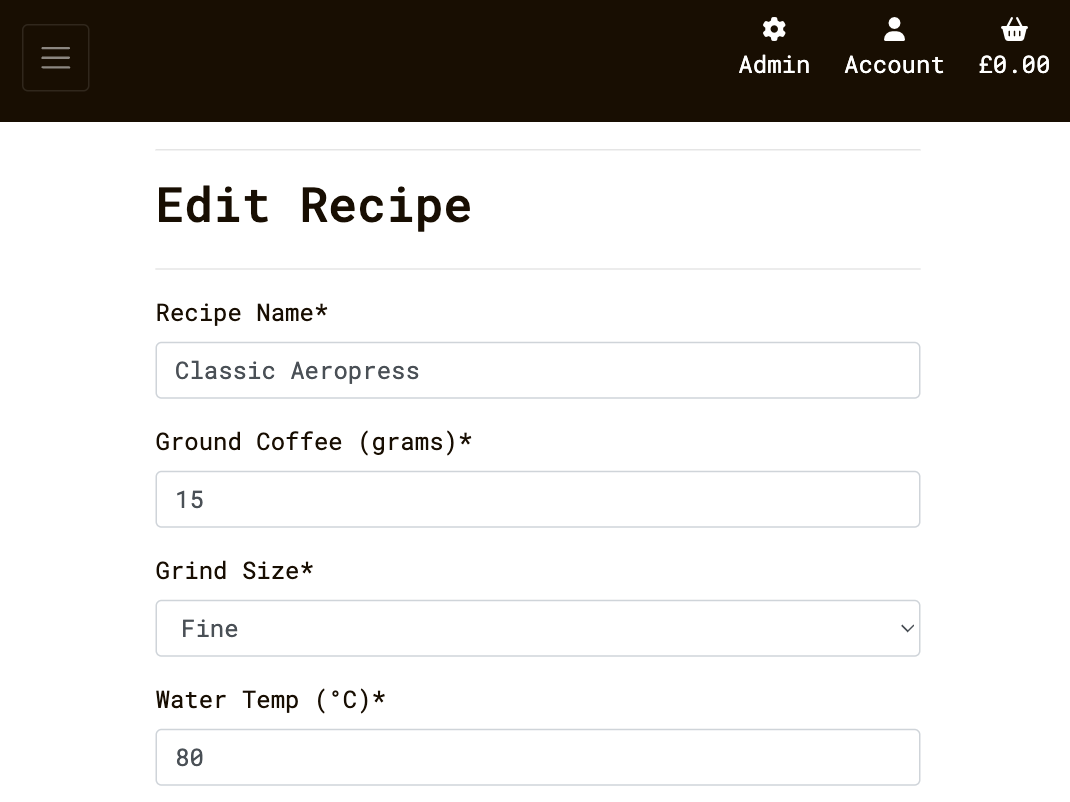 Admin Account £0.00
Edit Recipe
Recipe Name*
Classic Aeropress
Ground Coffee (grams)*
15
Grind Size*
Fine
Water Temp (°C)*
80